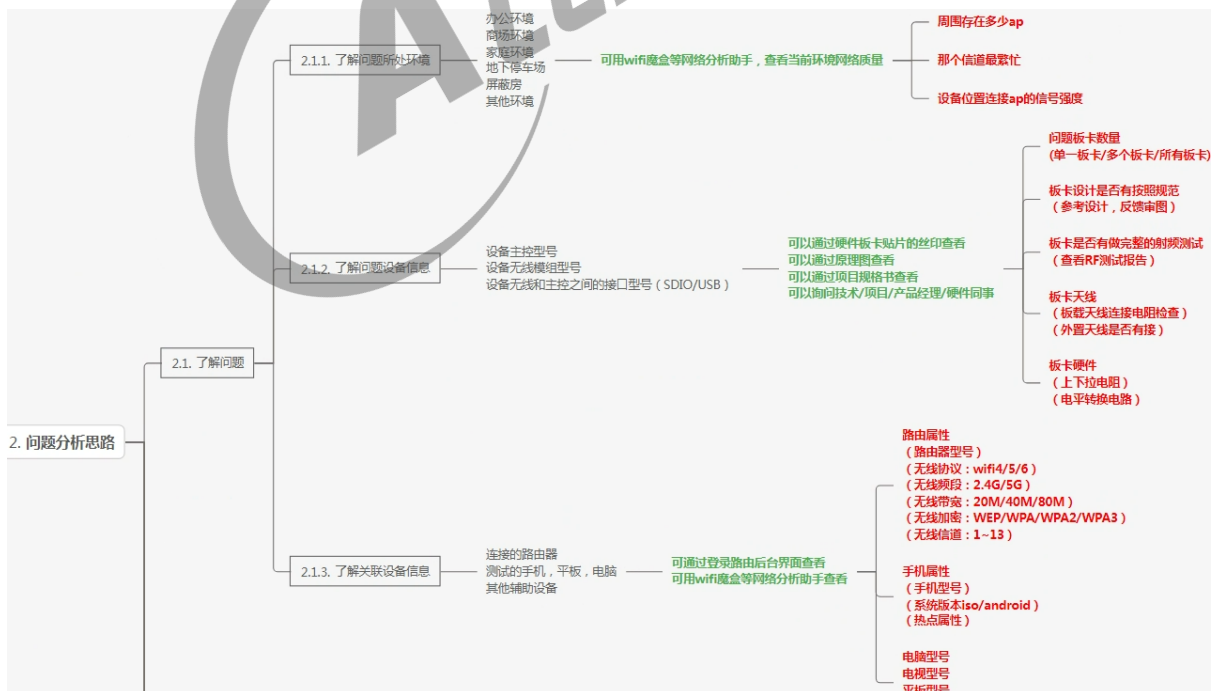 2. 问题分析思路
2.1. 了解问题
2.1.1. 了解问题所处环境
办公环境
商场环境
家庭环境
地下停车场
屏蔽房
其他环境
可用wifi魔盒等网络分析助手，查看当前环境网络质量
周围存在多少ap
那个信道最繁忙
设备位置连接ap的信号强度
2.1.2. 了解问题设备信息
设备主控型号
设备无线模组型号
设备无线和主控之间的接口型号（SDIO/USB）
可以通过硬件板卡贴片的丝印查看
可以通过原理图查看
可以通过项目规格书查看
可以询问技术/项目/产品经理/硬件同事
问题板卡数量
(单一板卡/多个板卡/所有板卡)
板卡设计是否有按照规范
（参考设计，反馈审图）
板卡是否有做完整的射频测试
（查看RF测试报告）
板卡天线
（板载天线连接电阻检查）
（外置天线是否有接）
板卡硬件
（上下拉电阻）
（电平转换电路）
2.1.3. 了解关联设备信息
连接的路由器
测试的手机，平板，电脑
其他辅助设备
可通过登录路由后台界面查看
可用wifi魔盒等网络分析助手查看
路由属性
（路由器型号）
（无线协议：wifi4/5/6）
（无线频段：2.4G/5G）
（无线带宽：20M/40M/80M）
（无线加密：WEP/WPA/WPA2/WPA3）
（无线信道：1~13）
手机属性
（手机型号）
（系统版本iso/android）
（热点属性）
电脑型号
电视型号
平板型号